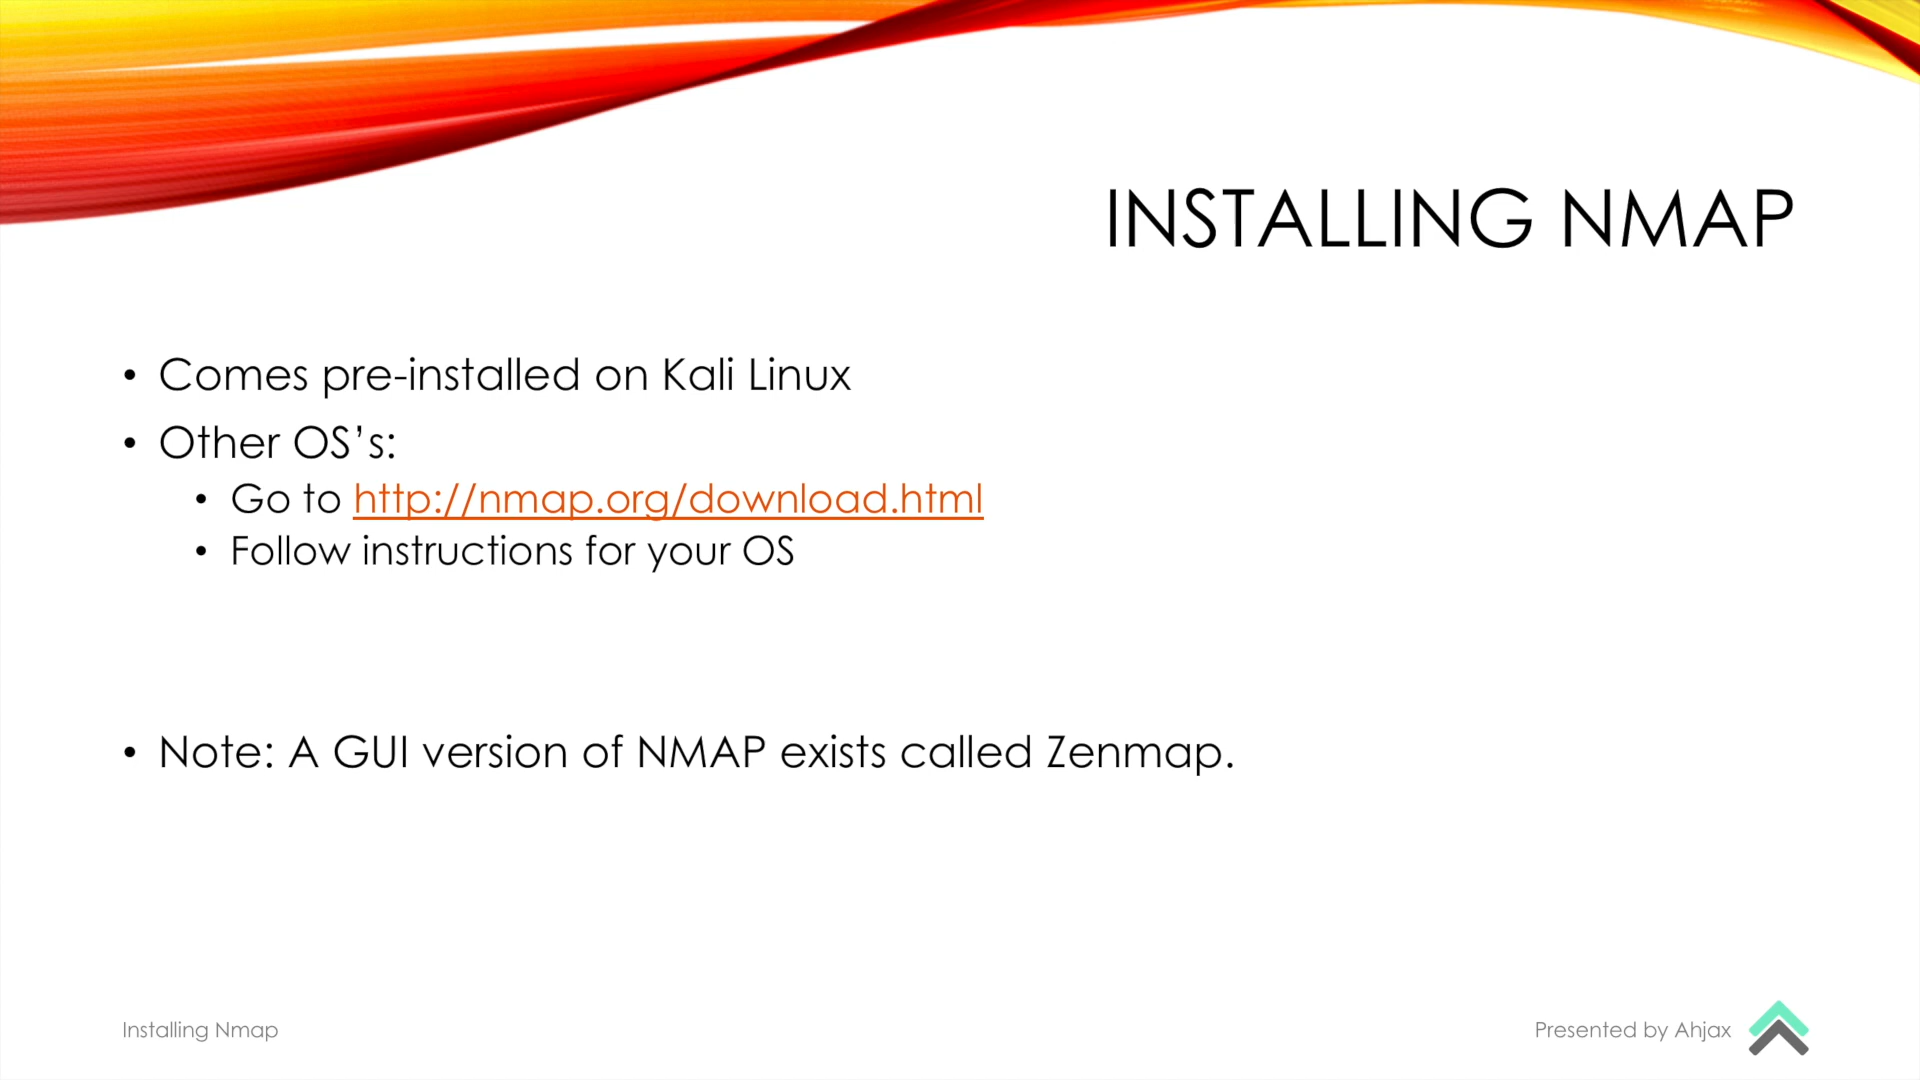 INSTALLING NMAP
• Comes pre-installed on Kali Linux
• Other OS’s:
• Go to http://nmap.org/download.html
• Follow instructions for your OS
• Note: A GUI version of NMAP exists called Zenmap.
Installing Nmap
Presented by Ahjax